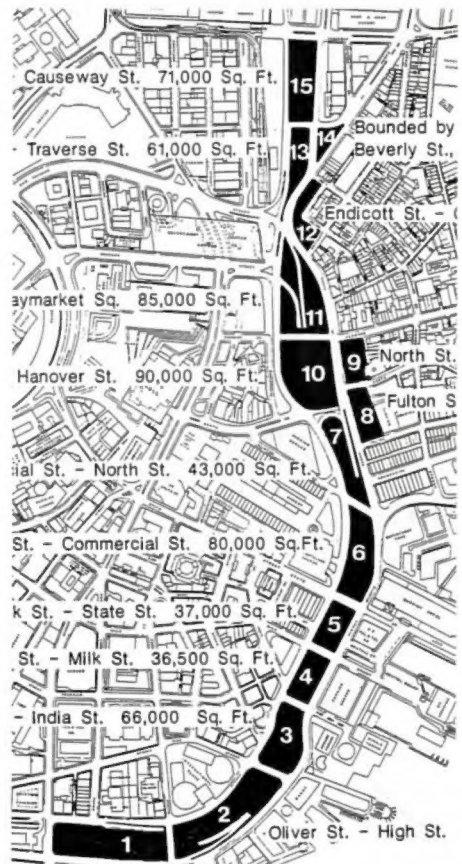 Causeway St. 71,000 Sq. Ft.
15
14
Bounded by
13
- Traverse St. 61,000 Sq. Ft.
Beverly St.,
12
Endicott St. -
aymarket Sq. 85,000 Sq. Ft.
11
10
9
North St.
Hanover St. 90,000 Sq. Ft.
8
Fulton S
7
ial St. - North St. 43,000 Sq. Ft.
6
St. - Commercial St. 80,000 Sq.Ft.
5
k St. - State St. 37,000 Sq. Ft.
St. - Milk St. 36,500 Sq. Ft.
4
- India St. 66,000 Sq. Ft.
3
2
1
Oliver St. - High St.